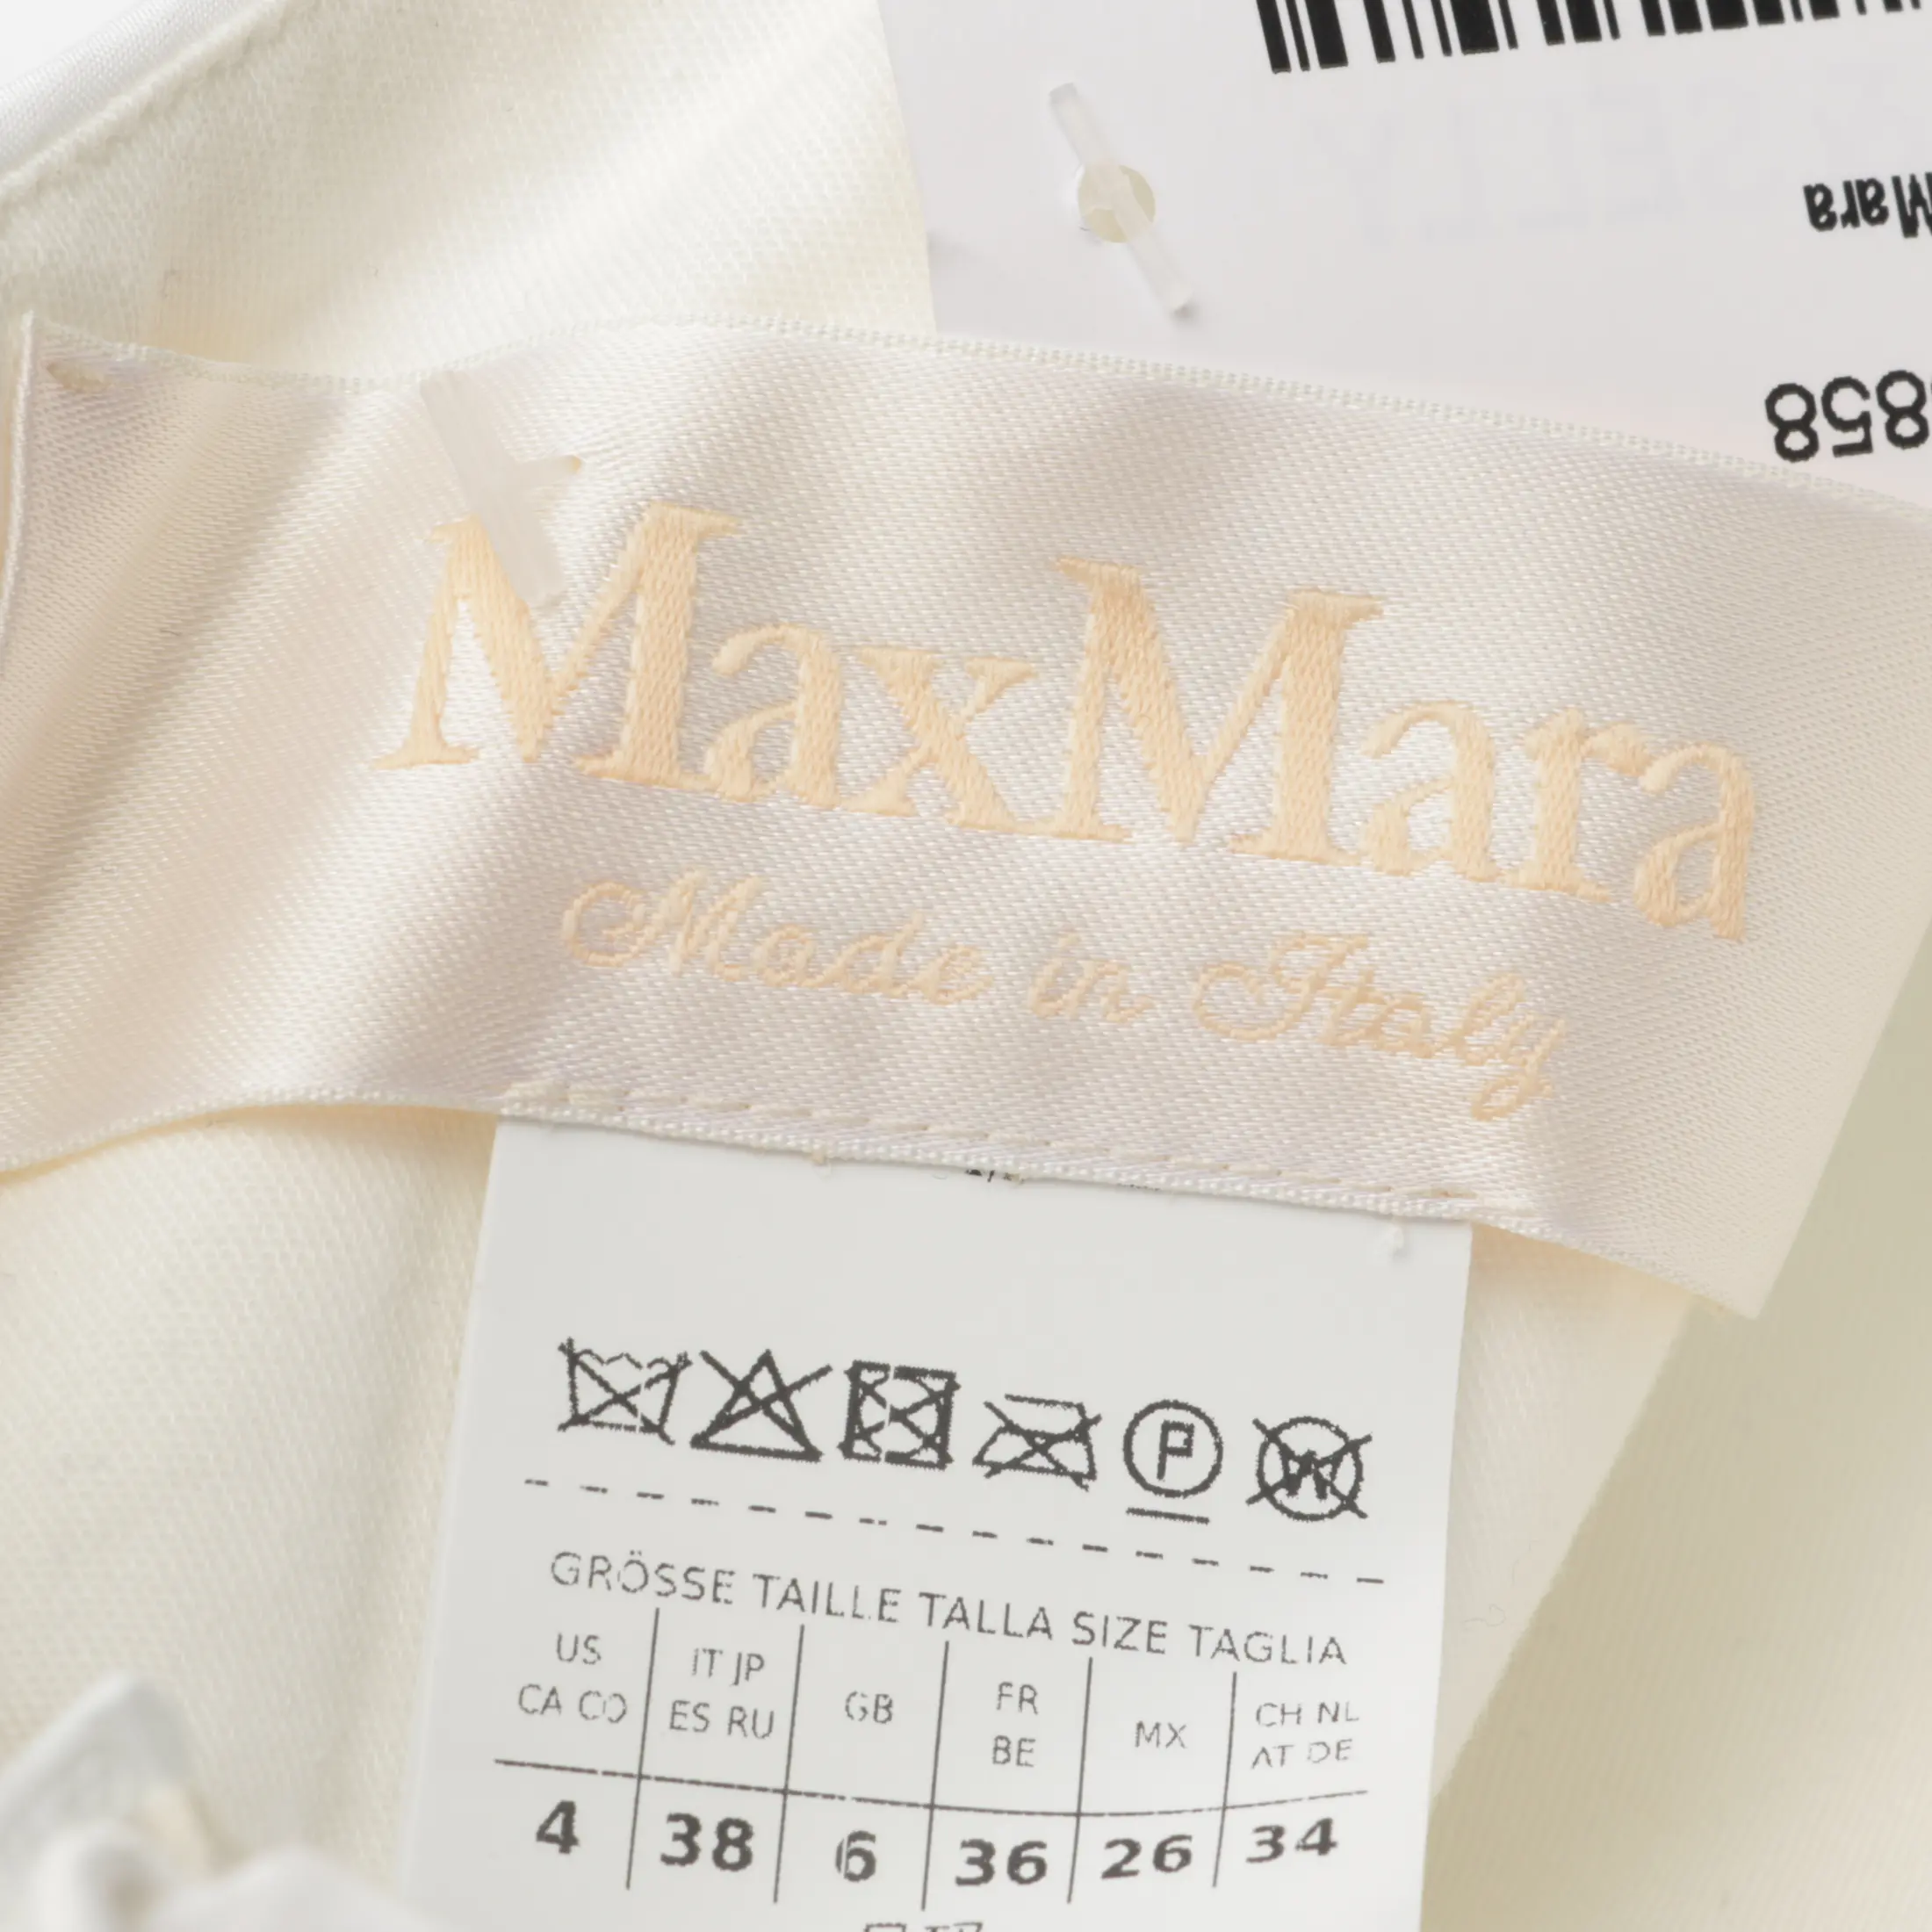 Mara
858
MaxMara
Made in Italy
P
W
GRÖSSE TAILLE TALLA SIZE TAGLIA
US IT JP GB FR MX CH NL
CA CO ES RU BE AT DE
4 38 6 36 26 34